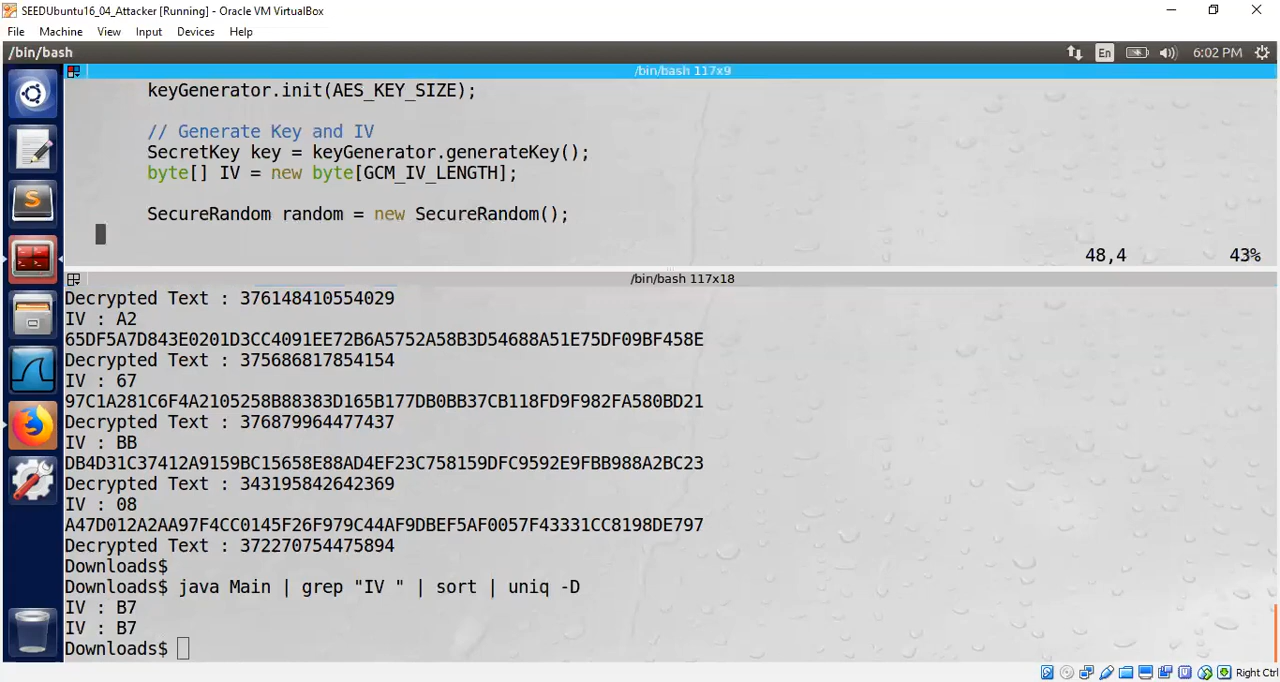 SEEDUbuntu16_04_Attacker [Running] - Oracle VM VirtualBox
File Machine View Input Devices Help
/bin/bash En 6:02 PM
/bin/bash 117x9
keyGenerator.init(AES_KEY_SIZE);
// Generate Key and IV
SecretKey key = keyGenerator.generateKey();
byte[] IV = new byte[GCM_IV_LENGTH];
SecureRandom random = new SecureRandom();
48,4 43%
/bin/bash 117x18
Decrypted Text : 376148410554029
IV : A2
65DF5A7D843E0201D3CC4091EE72B6A5752A58B3D54688A51E75DF09BF458E
Decrypted Text : 375686817854154
IV : 67
97C1A281C6F4A2105258B88383D165B177DB0BB37CB118FD9F982FA580BD21
Decrypted Text : 376879964477437
IV : BB
DB4D31C37412A9159BC15658E88AD4EF23C758159DFC9592E9FBB988A2BC23
Decrypted Text : 343195842642369
IV : 08
A47D012A2AA97F4CC0145F26F979C44AF9DBEF5AF0057F43331CC8198DE797
Decrypted Text : 372270754475894
Downloads$
Downloads$ java Main | grep "IV " | sort | uniq -D
IV : B7
IV : B7
Downloads$
Right Ctrl